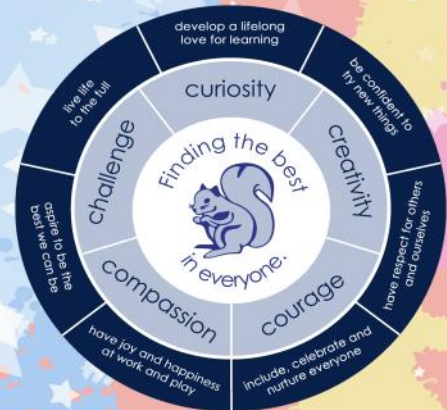 develop a lifelong
love for learning
be confident to
try new things
have respect for others
and ourselves
include, celebrate and
nurture everyone
have joy and happiness
at work and play
aspire to be the
best we can be
live life
to the full
curiosity
creativity
courage
compassion
challenge
Finding the best
in everyone.